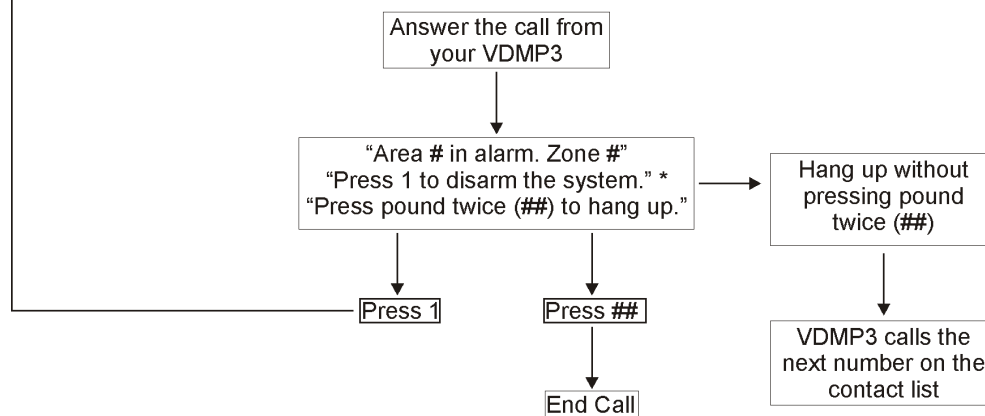 Answer the call from
your VDMP3
“Area # in alarm. Zone #”
“Press 1 to disarm the system.” *
“Press pound twice (##) to hang up.”
Hang up without
pressing pound
twice (##)
Press 1
Press ##
VDMP3 calls the
next number on the
contact list
End Call